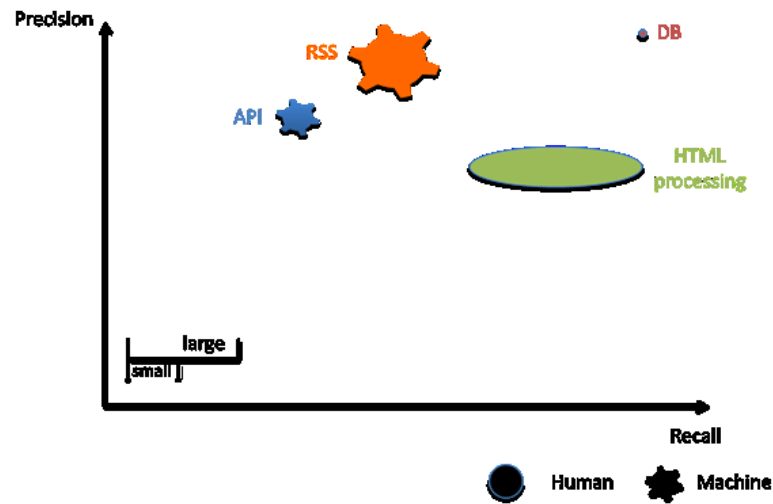 Precision
DB
RSS
API
HTML
processing
large
small
Recall
Human
Machine